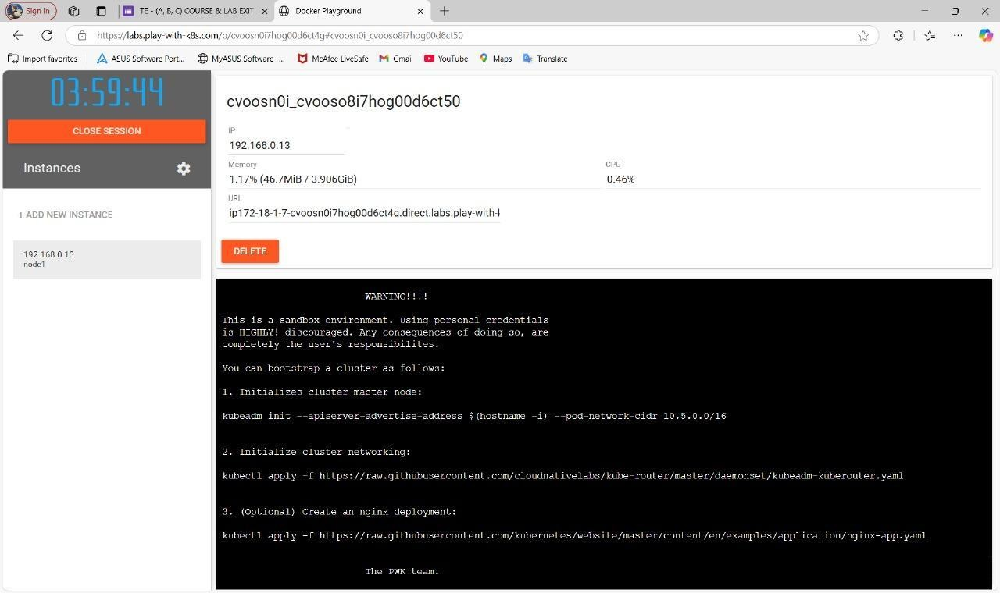 Sign in
TE - (A, B, C) COURSE & LAB EXIT
Docker Playground
https://labs.play-with-k8s.com/p/cvoosn0i7hog00d6ct4g#cvoosn0i_cvooso8i7hog00d6ct50
Import favorites
ASUS Software Port...
MyASUS Software -...
McAfee LiveSafe
Gmail
YouTube
Maps
Translate
03:59:44
CLOSE SESSION
Instances
+ ADD NEW INSTANCE
192.168.0.13
node1
cvoosn0i_cvooso8i7hog00d6ct50
IP
192.168.0.13
Memory
1.17% (46.7MiB / 3.906GiB)
CPU
0.46%
URL
ip172-18-1-7-cvoosn0i7hog00d6ct4g.direct.labs.play-with-k
DELETE
WARNING!!!!
This is a sandbox environment. Using personal credentials
is HIGHLY! discouraged. Any consequences of doing so, are
completely the user's responsibilites.
You can bootstrap a cluster as follows:
1. Initializes cluster master node:
kubeadm init --apiserver-advertise-address $(hostname -i) --pod-network-cidr 10.5.0.0/16
2. Initialize cluster networking:
kubectl apply -f https://raw.githubusercontent.com/cloudnativelabs/kube-router/master/daemonset/kubeadm-kuberouter.yaml
3. (Optional) Create an nginx deployment:
kubectl apply -f https://raw.githubusercontent.com/kubernetes/website/master/content/en/examples/application/nginx-app.yaml
The PWK team.